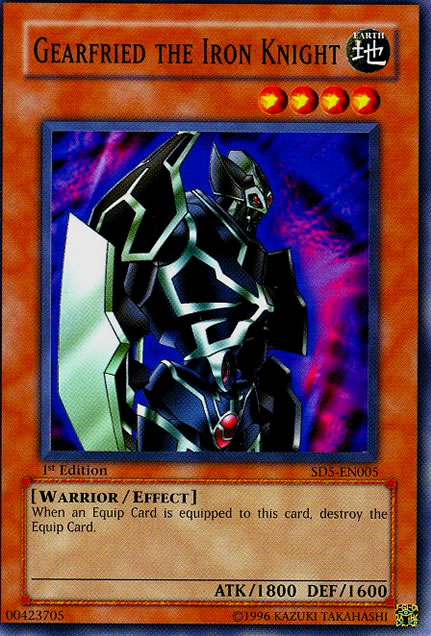 GEARFRIED THE IRON KNIGHT
EARTH
地
1st Edition
SD5-EN005
[WARRIOR / EFFECT]
When an Equip Card is equipped to this card, destroy the
Equip Card.
ATK/1800 DEF/1600
00423705
©1996 KAZUKI TAKAHASHI